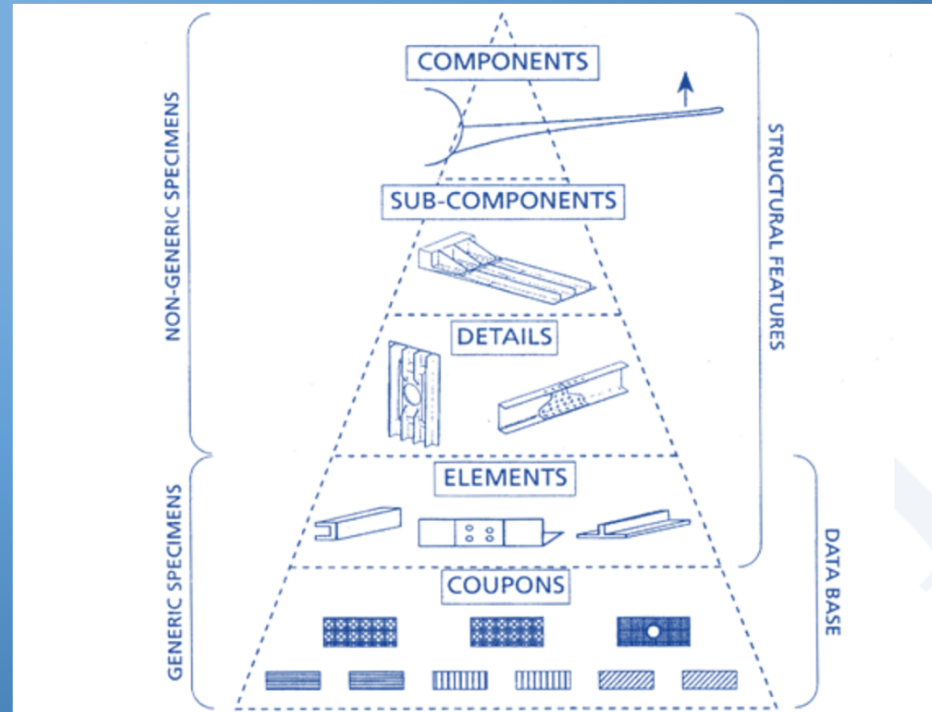 COMPONENTS
NON-GENERIC SPECIMENS
STRUCTURAL FEATURES
SUB-COMPONENTS
DETAILS
ELEMENTS
GENERIC SPECIMENS
DATA BASE
COUPONS